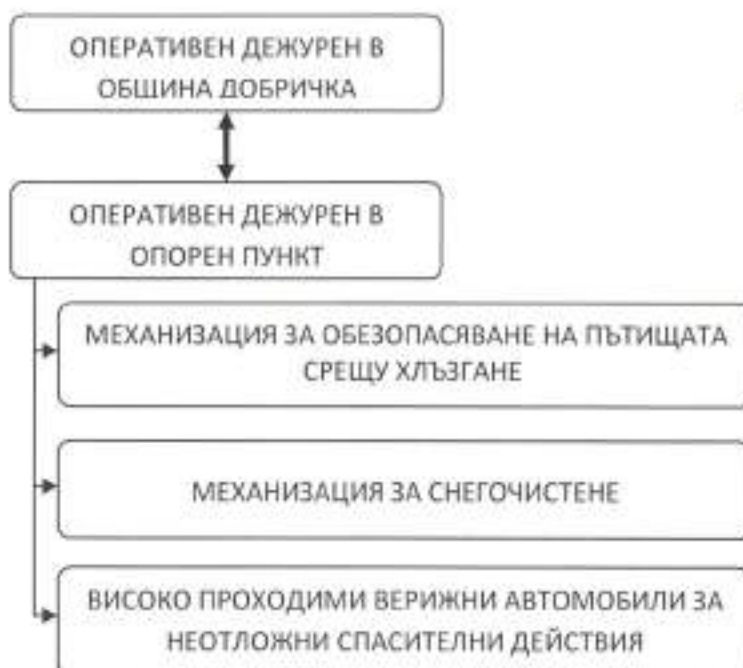 ОПЕРАТИВЕН ДЕЖУРЕН В
ОБЩИНА ДОБРИЧКА
ОПЕРАТИВЕН ДЕЖУРЕН В
ОПОРЕН ПУНКТ
МЕХАНИЗАЦИЯ ЗА ОБЕЗОПАСЯВАНЕ НА ПЪТИЩАТА
СРЕЩУ ХЛЪЗГАНЕ
МЕХАНИЗАЦИЯ ЗА СНЕГОЧИСТЕНЕ
ВИСОКО ПРОХОДИМИ ВЕРИЖНИ АВТОМОБИЛИ ЗА
НЕОТЛОЖНИ СПАСИТЕЛНИ ДЕЙСТВИЯ